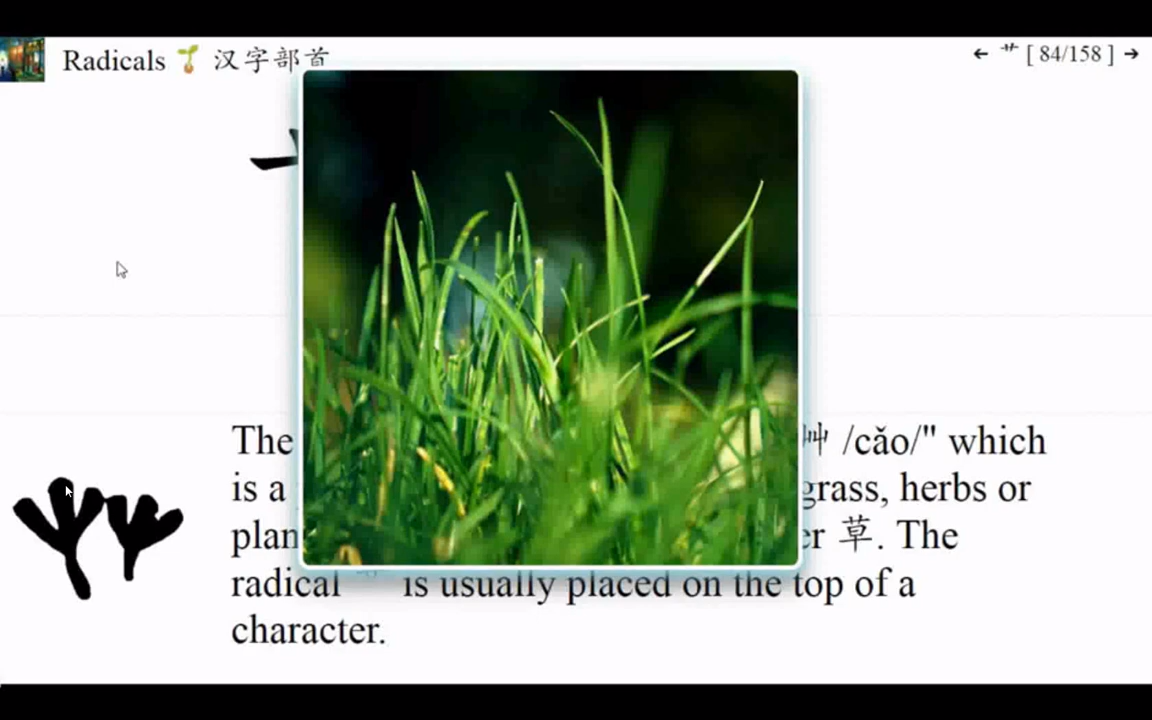 Radicals 🌱 汉字部首
← 艹 [ 84/158 ] →
The 艸 /cǎo/" which
is a grass, herbs or
plan er 草. The
radical is usually placed on the top of a
character.